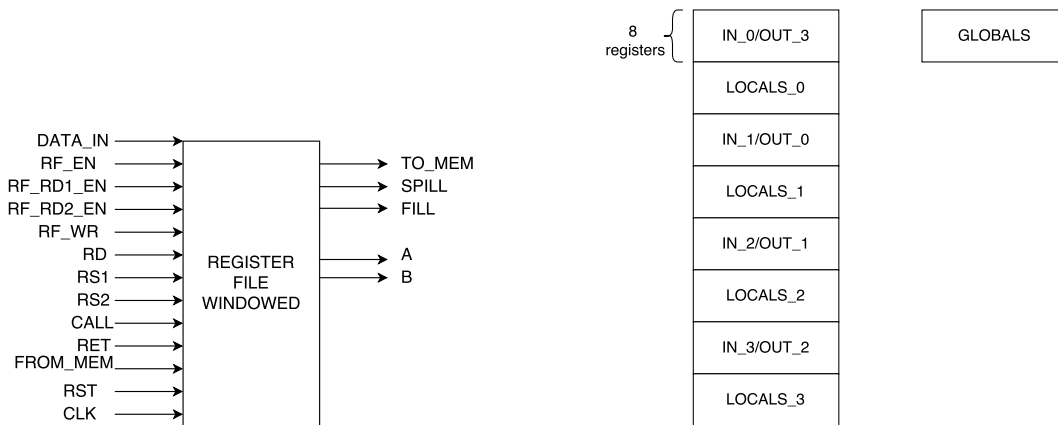 DATA_IN
RF_EN
RF_RD1_EN
RF_RD2_EN
RF_WR
RD
RS1
RS2
CALL
RET
FROM_MEM
RST
CLK
REGISTER
FILE
WINDOWED
TO_MEM
SPILL
FILL
A
B
8
registers
IN_0/OUT_3
LOCALS_0
IN_1/OUT_0
LOCALS_1
IN_2/OUT_1
LOCALS_2
IN_3/OUT_2
LOCALS_3
GLOBALS